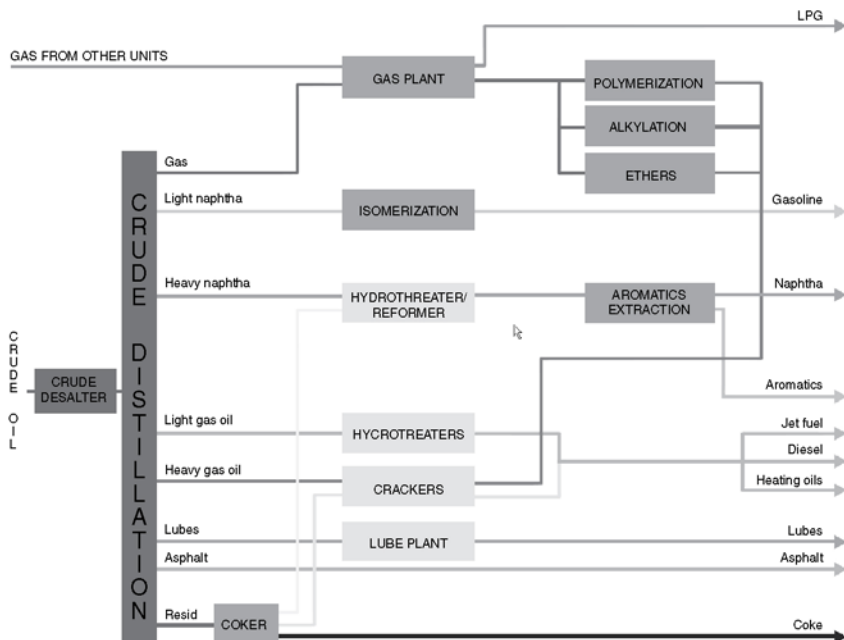 LPG
GAS FROM OTHER UNITS
GAS PLANT
POLYMERIZATION
ALKYLATION
ETHERS
Gas
Light naphtha
ISOMERIZATION
Gasoline
Heavy naphtha
HYDROTHREATER/
REFORMER
AROMATICS
EXTRACTION
Naphtha
CRUDE OIL
CRUDE
DESALTER
CRUDE DISTILLATION
Aromatics
Light gas oil
HYCROTREATERS
Jet fuel
Diesel
Heavy gas oil
CRACKERS
Heating oils
Lubes
LUBE PLANT
Lubes
Asphalt
Asphalt
Resid
COKER
Coke